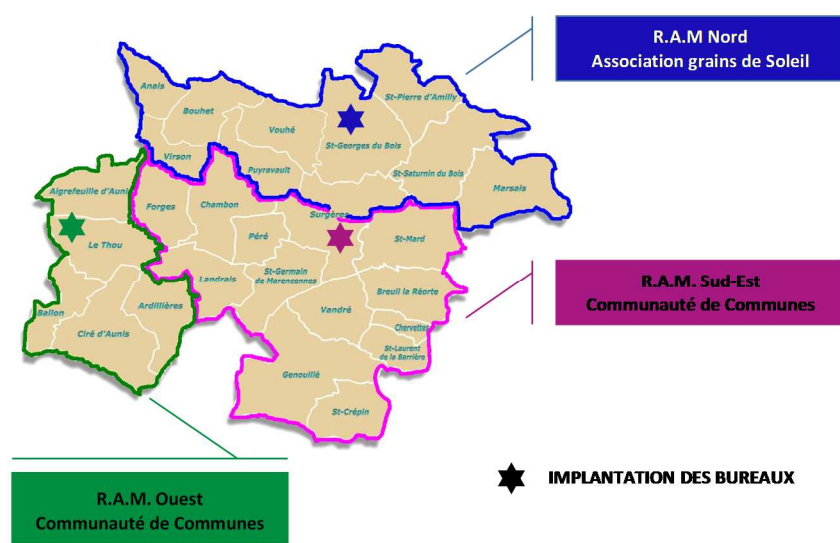 R.A.M Nord
Association grains de Soleil
Anais
Bouhet
Vouhé
St-Pierre d'Amilly
St-Georges du Bois
Virson
Puyravault
St-Saturnin du Bois
Marsais
Aigrefeuille d'Auni
Forges
Chambon
Surgères
Le Thou
Péré
St-Mard
R.A.M. Sud-Est
Communauté de Communes
Landrais
St-Germain
de Marencennes
Breuil la Réorte
Ballon
Ardillières
Vandré
Ciré d'Aunis
Chervettes
St-Laurent
de la Barrière
Genouillé
St-Crépin
IMPLANTATION DES BUREAUX
R.A.M. Ouest
Communauté de Communes